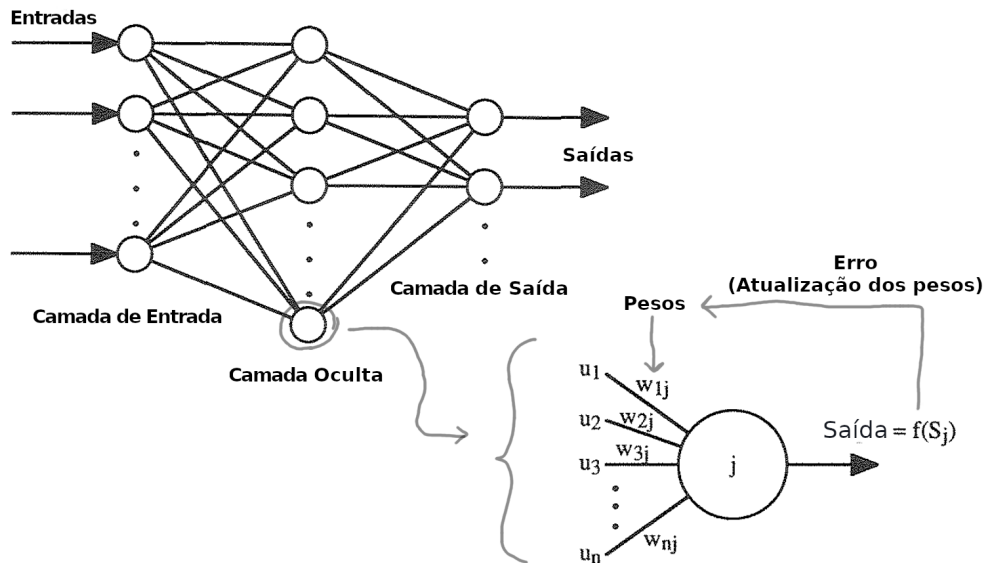 Entradas
Saídas
Camada de Saída
Camada de Entrada
Camada Oculta
Erro
(Atualização dos pesos)
Pesos
u1
w1j
u2
w2j
u3
w3j
j
Saída = f(Sj)
un
wnj